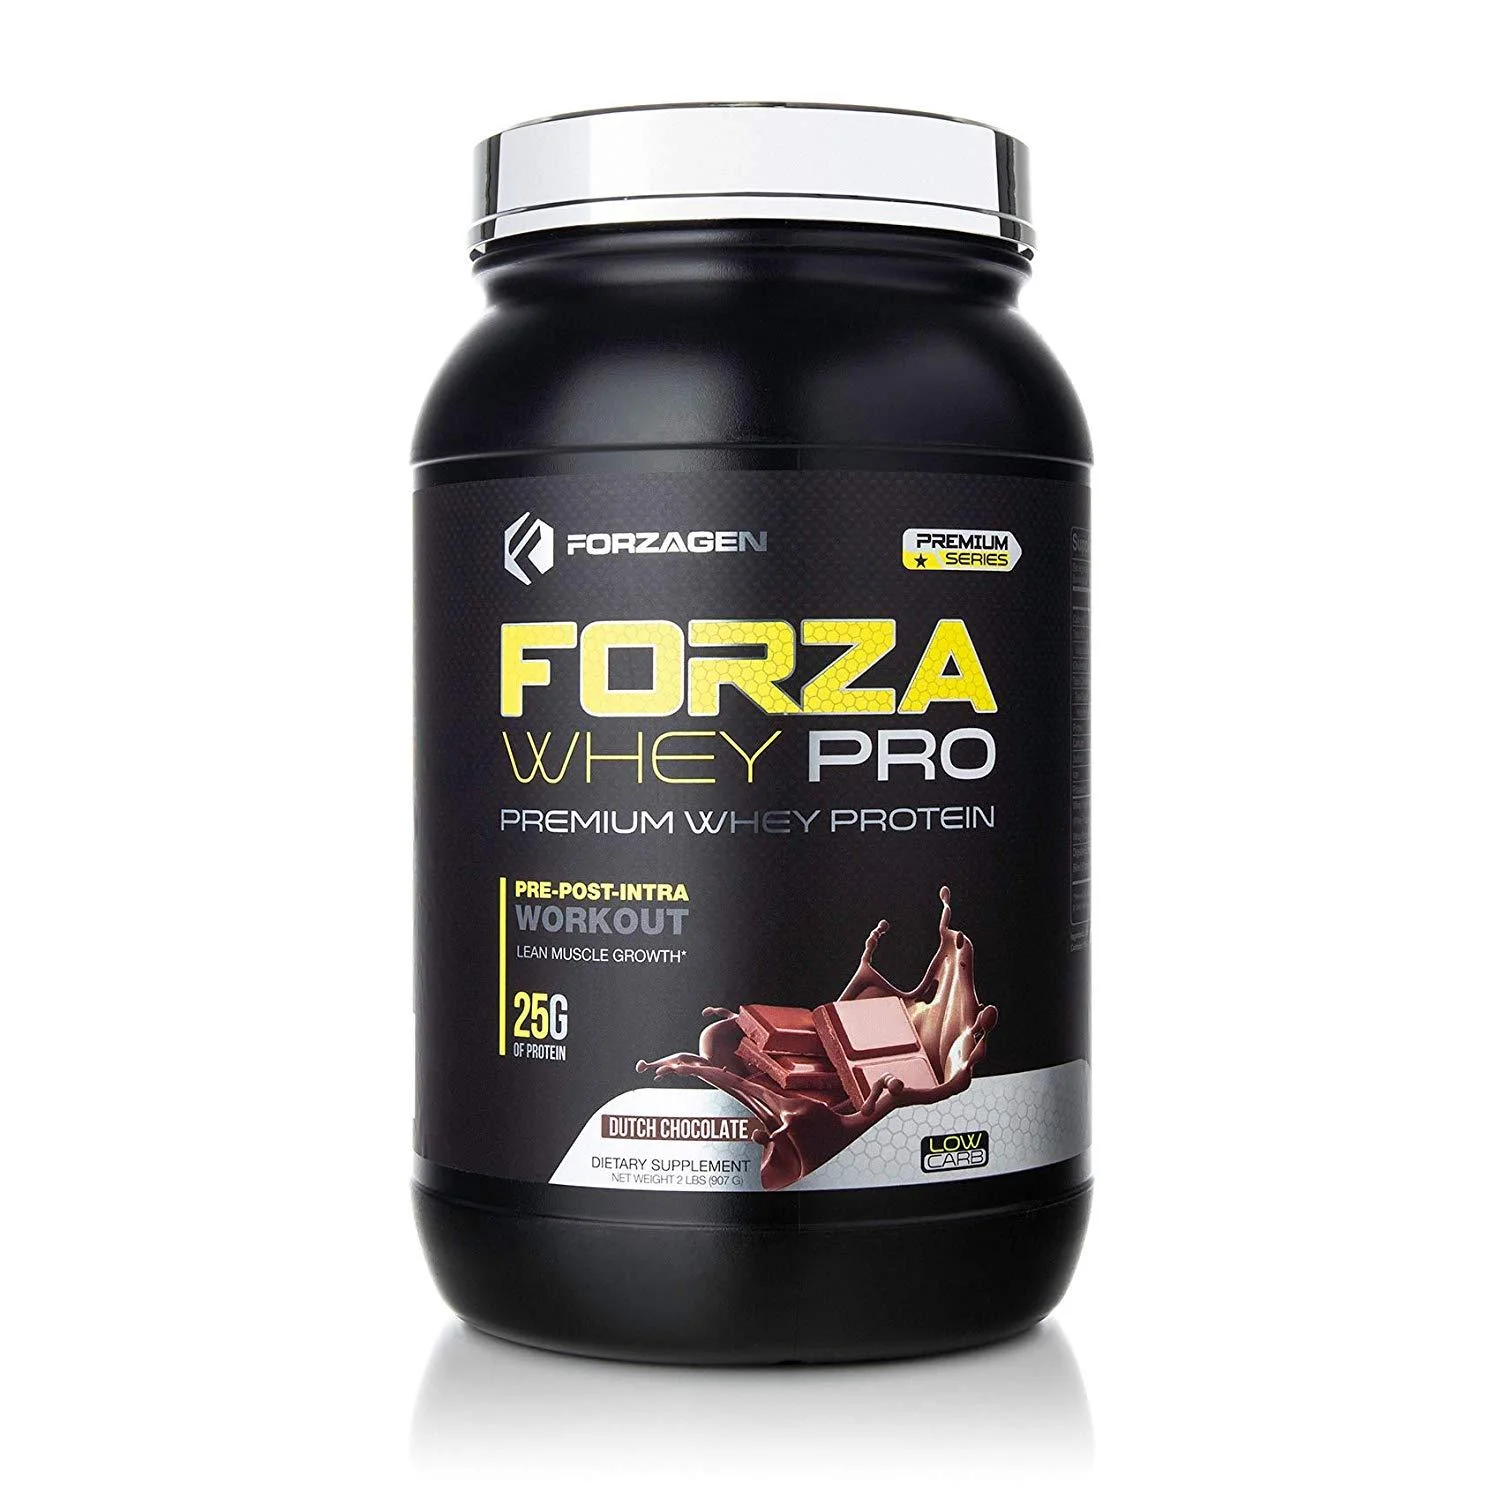 FORZAGEN
PREMIUM
SERIES
FORZA
WHEY PRO
PREMIUM WHEY PROTEIN
PRE-POST-INTRA
WORKOUT
LEAN MUSCLE GROWTH*
25G
OF PROTEIN
DUTCH CHOCOLATE
DIETARY SUPPLEMENT
NET WEIGHT 2 LBS (907 G)
LOW
CARB